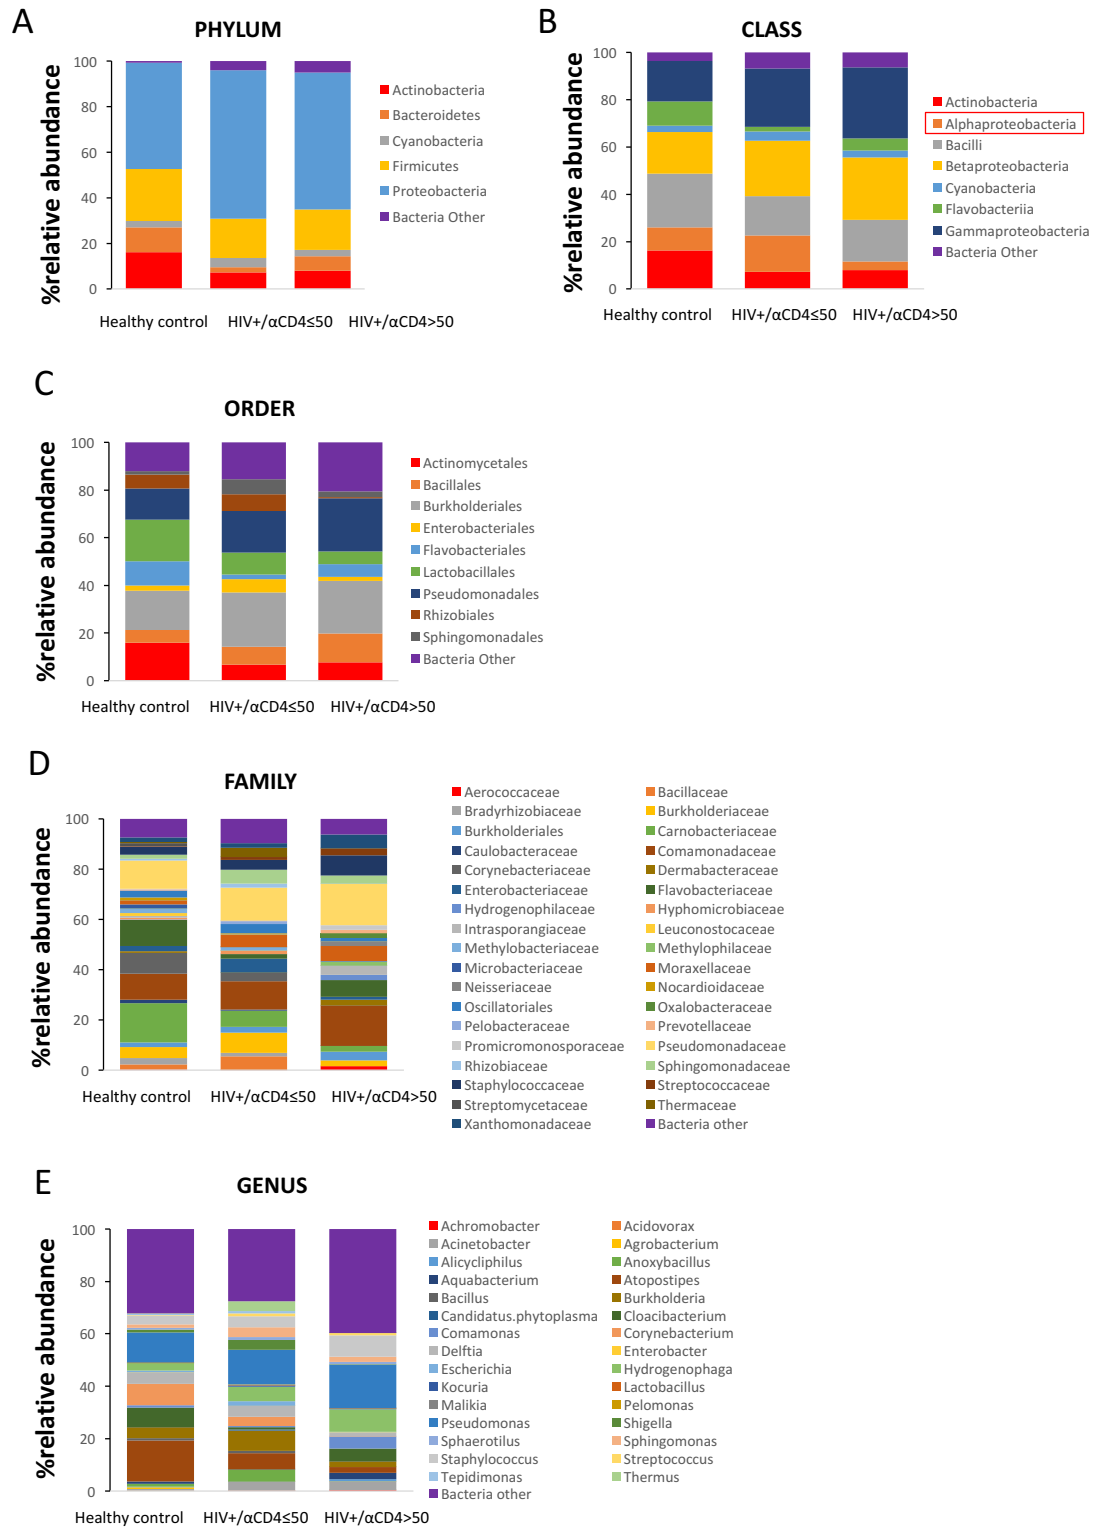 A
PHYLUM
%relative abundance
100
80
60
40
20
0
Healthy control HIV+/αCD4≤50 HIV+/αCD4>50
Actinobacteria
Bacteroidetes
Cyanobacteria
Firmicutes
Proteobacteria
Bacteria Other
B
CLASS
%relative abundance
100
80
60
40
20
0
Healthy control HIV+/αCD4≤50 HIV+/αCD4>50
Actinobacteria
Alphaproteobacteria
Bacilli
Betaproteobacteria
Cyanobacteria
Flavobacteriia
Gammaproteobacteria
Bacteria Other
C
ORDER
%relative abundance
100
80
60
40
20
0
Healthy control HIV+/αCD4≤50 HIV+/αCD4>50
Actinomycetales
Bacillales
Burkholderiales
Enterobacteriales
Flavobacteriales
Lactobacillales
Pseudomonadales
Rhizobiales
Sphingomonadales
Bacteria Other
D
FAMILY
%relative abundance
100
80
60
40
20
0
Healthy control HIV+/αCD4≤50 HIV+/αCD4>50
Aerococcaceae Bacillaceae
Bradyrhizobiaceae Burkholderiaceae
Burkholderiales Carnobacteriaceae
Caulobacteraceae Comamonadaceae
Corynebacteriaceae Dermabacteraceae
Enterobacteriaceae Flavobacteriaceae
Hydrogenophilaceae Hyphomicrobiaceae
Intrasporangiaceae Leuconostocaceae
Methylobacteriaceae Methylophilaceae
Microbacteriaceae Moraxellaceae
Neisseriaceae Nocardioidaceae
Oscillatoriales Oxalobacteraceae
Pelobacteraceae Prevotellaceae
Promicromonosporaceae Pseudomonadaceae
Rhizobiaceae Sphingomonadaceae
Staphylococcaceae Streptococcaceae
Streptomycetaceae Thermaceae
Xanthomonadaceae Bacteria other
E
GENUS
%relative abundance
100
80
60
40
20
0
Healthy control HIV+/αCD4≤50 HIV+/αCD4>50
Achromobacter Acidovorax
Acinetobacter Agrobacterium
Alicycliphilus Anoxybacillus
Aquabacterium Atopostipes
Bacillus Burkholderia
Candidatus.phytoplasma Cloacibacterium
Comamonas Corynebacterium
Delftia Enterobacter
Escherichia Hydrogenophaga
Kocuria Lactobacillus
Malikia Pelomonas
Pseudomonas Shigella
Sphaerotilus Sphingomonas
Staphylococcus Streptococcus
Tepidimonas Thermus
Bacteria other